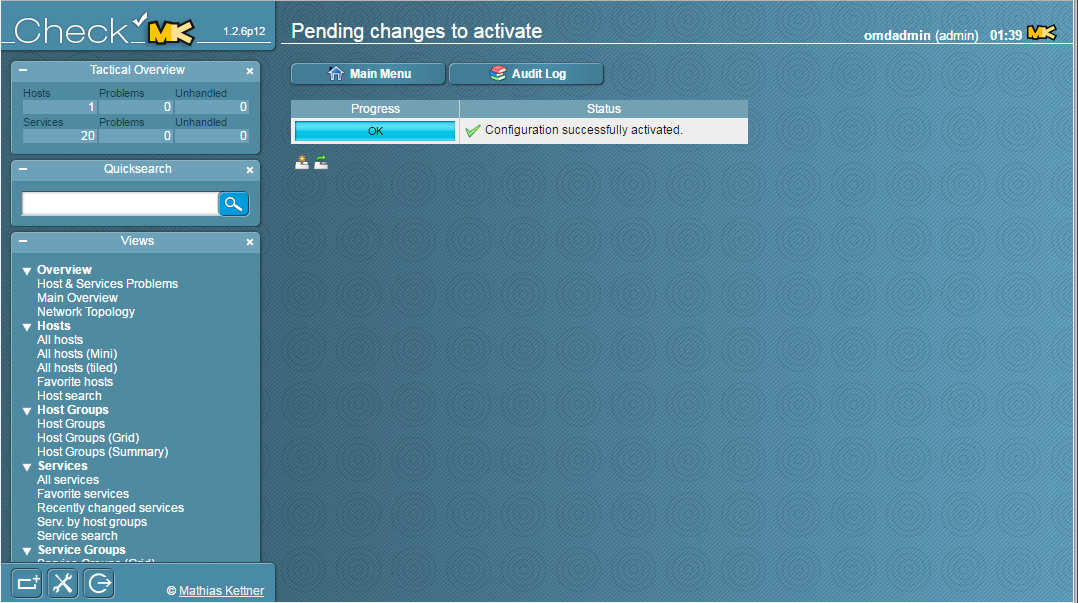 Check MK 1.2.6p12
Pending changes to activate
omdadmin (admin) 01:39
Tactical Overview
Hosts Problems Unhandled
1 0 0
Services Problems Unhandled
20 0 0
Quicksearch
Views
Overview
Host & Services Problems
Main Overview
Network Topology
Hosts
All hosts
All hosts (Mini)
All hosts (tiled)
Favorite hosts
Host search
Host Groups
Host Groups
Host Groups (Grid)
Host Groups (Summary)
Services
All services
Favorite services
Recently changed services
Serv. by host groups
Service search
Service Groups
Service Groups (Grid)
© Mathias Kettner
Main Menu Audit Log
Progress Status
OK Configuration successfully activated.